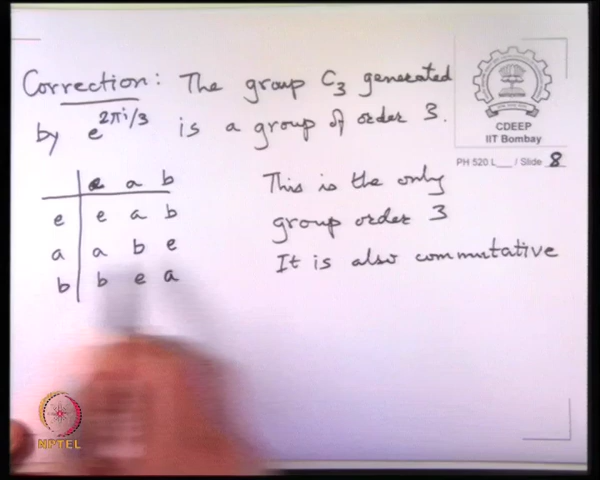 Correction: The group C₃ generated
by e^{2πi/3} is a group of order 3.
CDEEP
IIT Bombay
PH 520 L__ / Slide 8
e a b
e e a b
a a b e
b b e a
This is the only
group order 3
It is also commutative
NPTEL